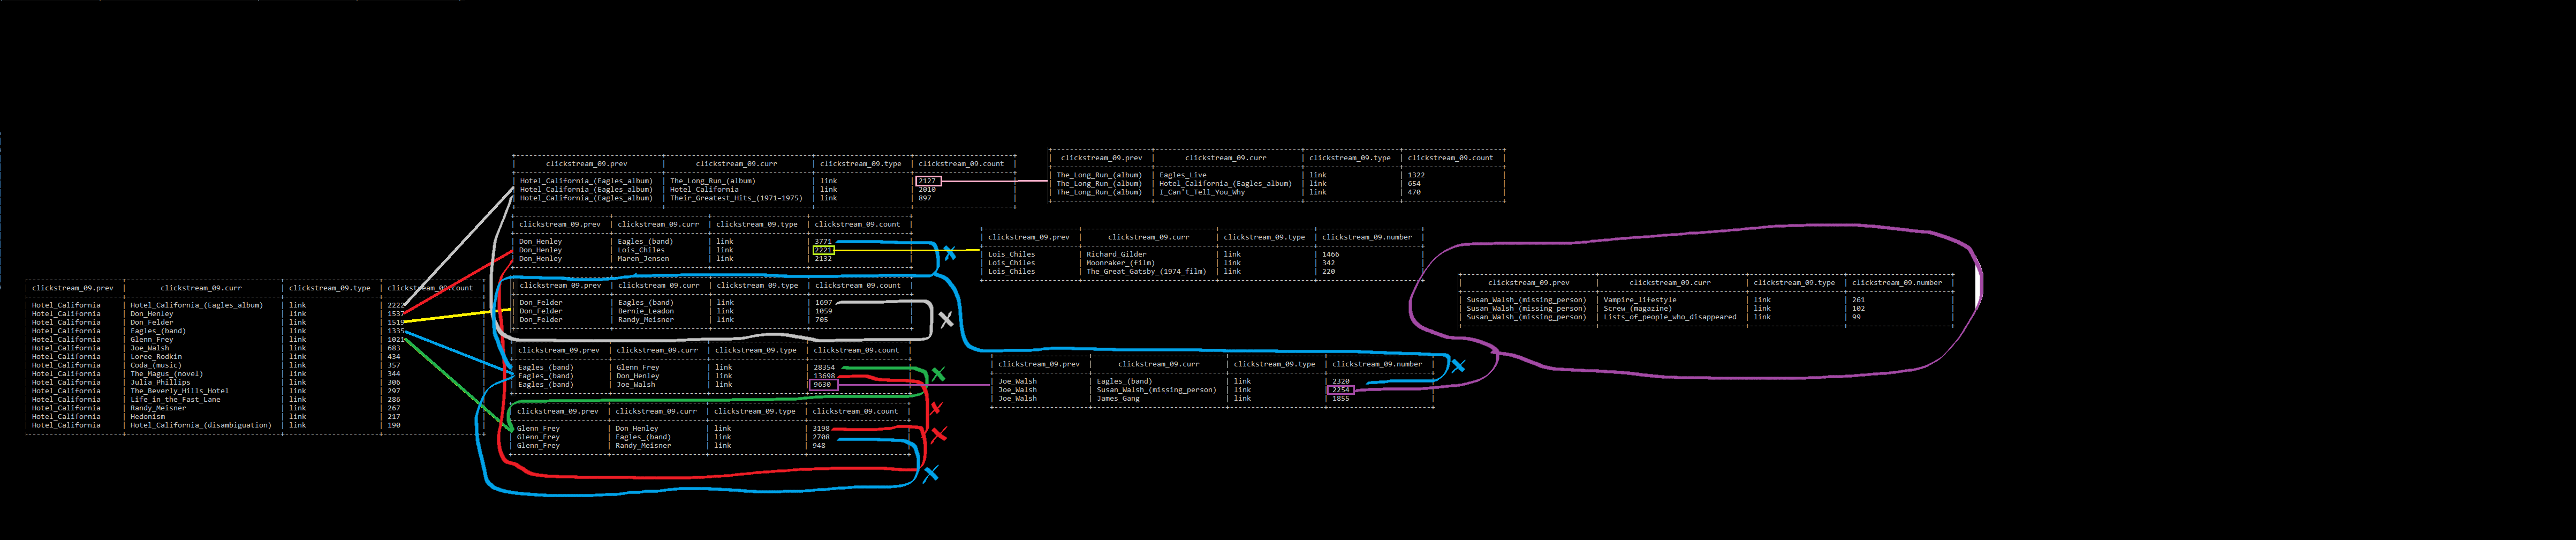 clickstream_09.prev | clickstream_09.curr | clickstream_09.type | clickstream_09.count
Hotel_California | Hotel_California_(Eagles_album) | link | 2222
Hotel_California | Don_Henley | link | 1537
Hotel_California | Don_Felder | link | 1519
Hotel_California | Eagles_(band) | link | 1335
Hotel_California | Glenn_Frey | link | 1021
Hotel_California | Joe_Walsh | link | 683
Hotel_California | Loree_Rodkin | link | 434
Hotel_California | Coda_(music) | link | 357
Hotel_California | The_Magus_(novel) | link | 344
Hotel_California | Julia_Phillips | link | 306
Hotel_California | The_Beverly_Hills_Hotel | link | 297
Hotel_California | Life_in_the_Fast_Lane | link | 286
Hotel_California | Randy_Meisner | link | 267
Hotel_California | Hedonism | link | 217
Hotel_California | Hotel_California_(disambiguation) | link | 190
clickstream_09.prev | clickstream_09.curr | clickstream_09.type | clickstream_09.count
Hotel_California_(Eagles_album) | The_Long_Run_(album) | link | 2127
Hotel_California_(Eagles_album) | Hotel_California | link | 2010
Hotel_California_(Eagles_album) | Their_Greatest_Hits_(1971–1975) | link | 897
clickstream_09.prev | clickstream_09.curr | clickstream_09.type | clickstream_09.count
Don_Henley | Eagles_(band) | link | 3771
Don_Henley | Lois_Chiles | link | 2221
Don_Henley | Maren_Jensen | link | 2132
clickstream_09.prev | clickstream_09.curr | clickstream_09.type | clickstream_09.count
Don_Felder | Eagles_(band) | link | 1697
Don_Felder | Bernie_Leadon | link | 1059
Don_Felder | Randy_Meisner | link | 705
clickstream_09.prev | clickstream_09.curr | clickstream_09.type | clickstream_09.count
Eagles_(band) | Glenn_Frey | link | 28354
Eagles_(band) | Don_Henley | link | 13698
Eagles_(band) | Joe_Walsh | link | 9630
clickstream_09.prev | clickstream_09.curr | clickstream_09.type | clickstream_09.count
Glenn_Frey | Don_Henley | link | 3198
Glenn_Frey | Eagles_(band) | link | 2708
Glenn_Frey | Randy_Meisner | link | 948
clickstream_09.prev | clickstream_09.curr | clickstream_09.type | clickstream_09.count
The_Long_Run_(album) | Eagles_Live | link | 1322
The_Long_Run_(album) | Hotel_California_(Eagles_album) | link | 654
The_Long_Run_(album) | I_Can't_Tell_You_Why | link | 470
clickstream_09.prev | clickstream_09.curr | clickstream_09.type | clickstream_09.number
Lois_Chiles | Richard_Gilder | link | 1466
Lois_Chiles | Moonraker_(film) | link | 342
Lois_Chiles | The_Great_Gatsby_(1974_film) | link | 220
clickstream_09.prev | clickstream_09.curr | clickstream_09.type | clickstream_09.number
Joe_Walsh | Eagles_(band) | link | 2320
Joe_Walsh | Susan_Walsh_(missing_person) | link | 2254
Joe_Walsh | James_Gang | link | 1855
clickstream_09.prev | clickstream_09.curr | clickstream_09.type | clickstream_09.number
Susan_Walsh_(missing_person) | Vampire_lifestyle | link | 261
Susan_Walsh_(missing_person) | Screw_(magazine) | link | 102
Susan_Walsh_(missing_person) | Lists_of_people_who_disappeared | link | 99